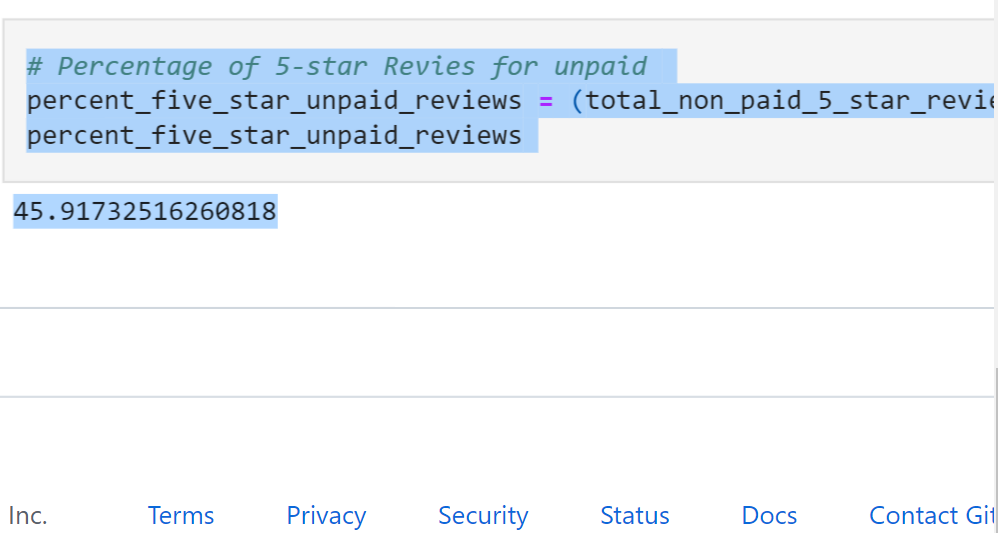 # Percentage of 5-star Revies for unpaid
percent_five_star_unpaid_reviews = (total_non_paid_5_star_revie
percent_five_star_unpaid_reviews
45.91732516260818
Inc. Terms Privacy Security Status Docs Contact Git